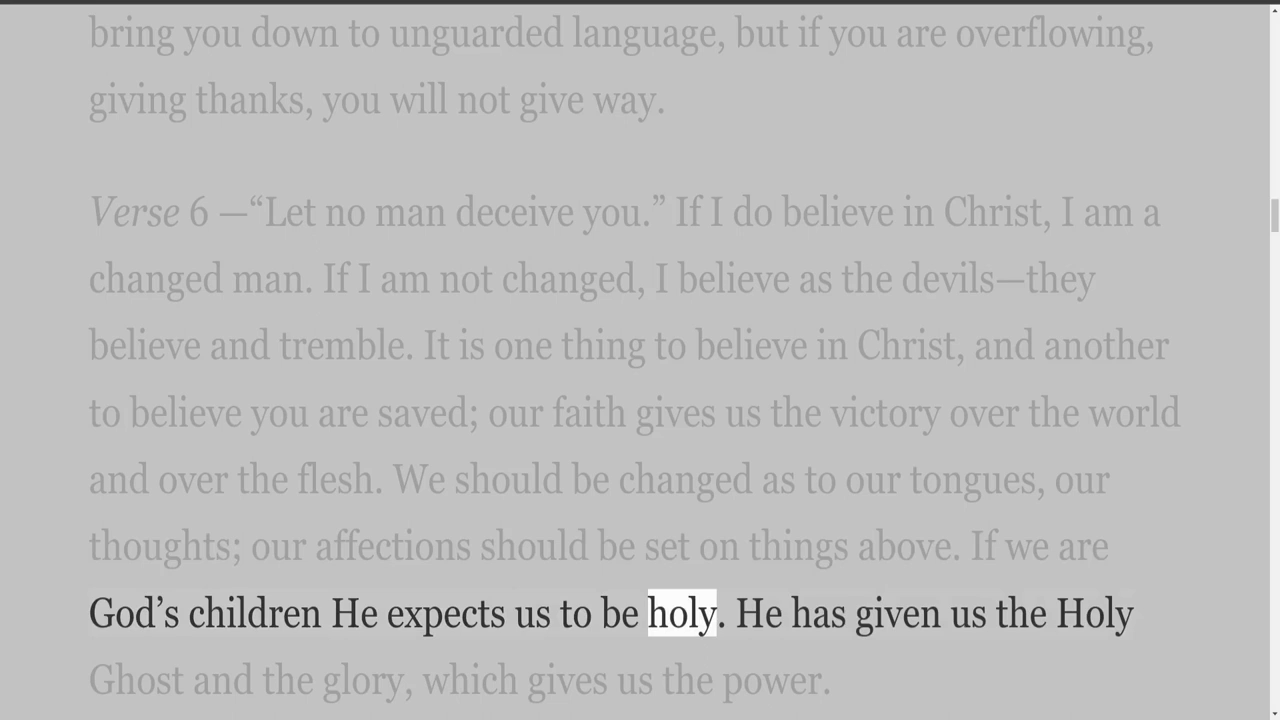 bring you down to unguarded language, but if you are overflowing,
giving thanks, you will not give way.
Verse 6 —“Let no man deceive you.” If I do believe in Christ, I am a
changed man. If I am not changed, I believe as the devils—they
believe and tremble. It is one thing to believe in Christ, and another
to believe you are saved; our faith gives us the victory over the world
and over the flesh. We should be changed as to our tongues, our
thoughts; our affections should be set on things above. If we are
God’s children He expects us to be holy. He has given us the Holy
Ghost and the glory, which gives us the power.